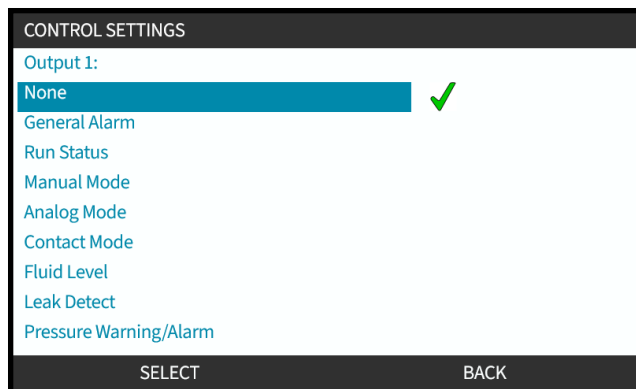 CONTROL SETTINGS
Output 1:
None
General Alarm
Run Status
Manual Mode
Analog Mode
Contact Mode
Fluid Level
Leak Detect
Pressure Warning/Alarm
SELECT BACK